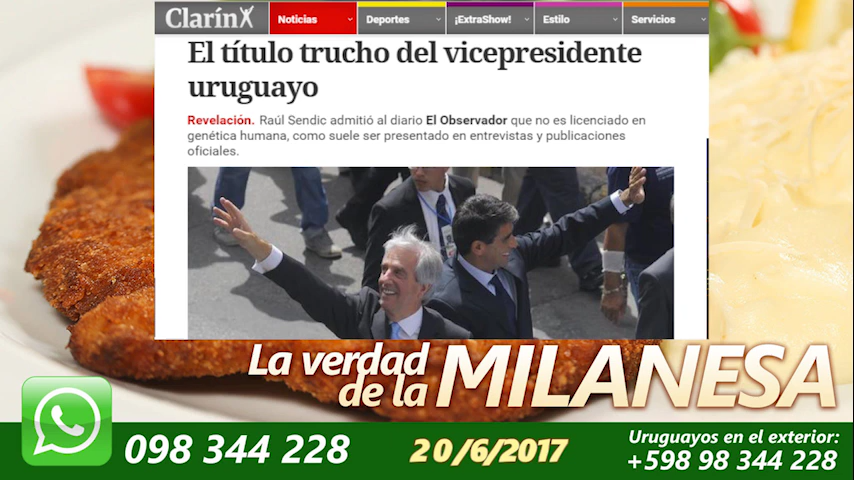 Clarín
Noticias Deportes ¡ExtraShow! Estilo Servicios
El título trucho del vicepresidente
uruguayo
Revelación. Raúl Sendic admitió al diario El Observador que no es licenciado en
genética humana, como suele ser presentado en entrevistas y publicaciones
oficiales.
La verdad
de la MILANESA
098 344 228
20/6/2017
Uruguayos en el exterior:
+598 98 344 228